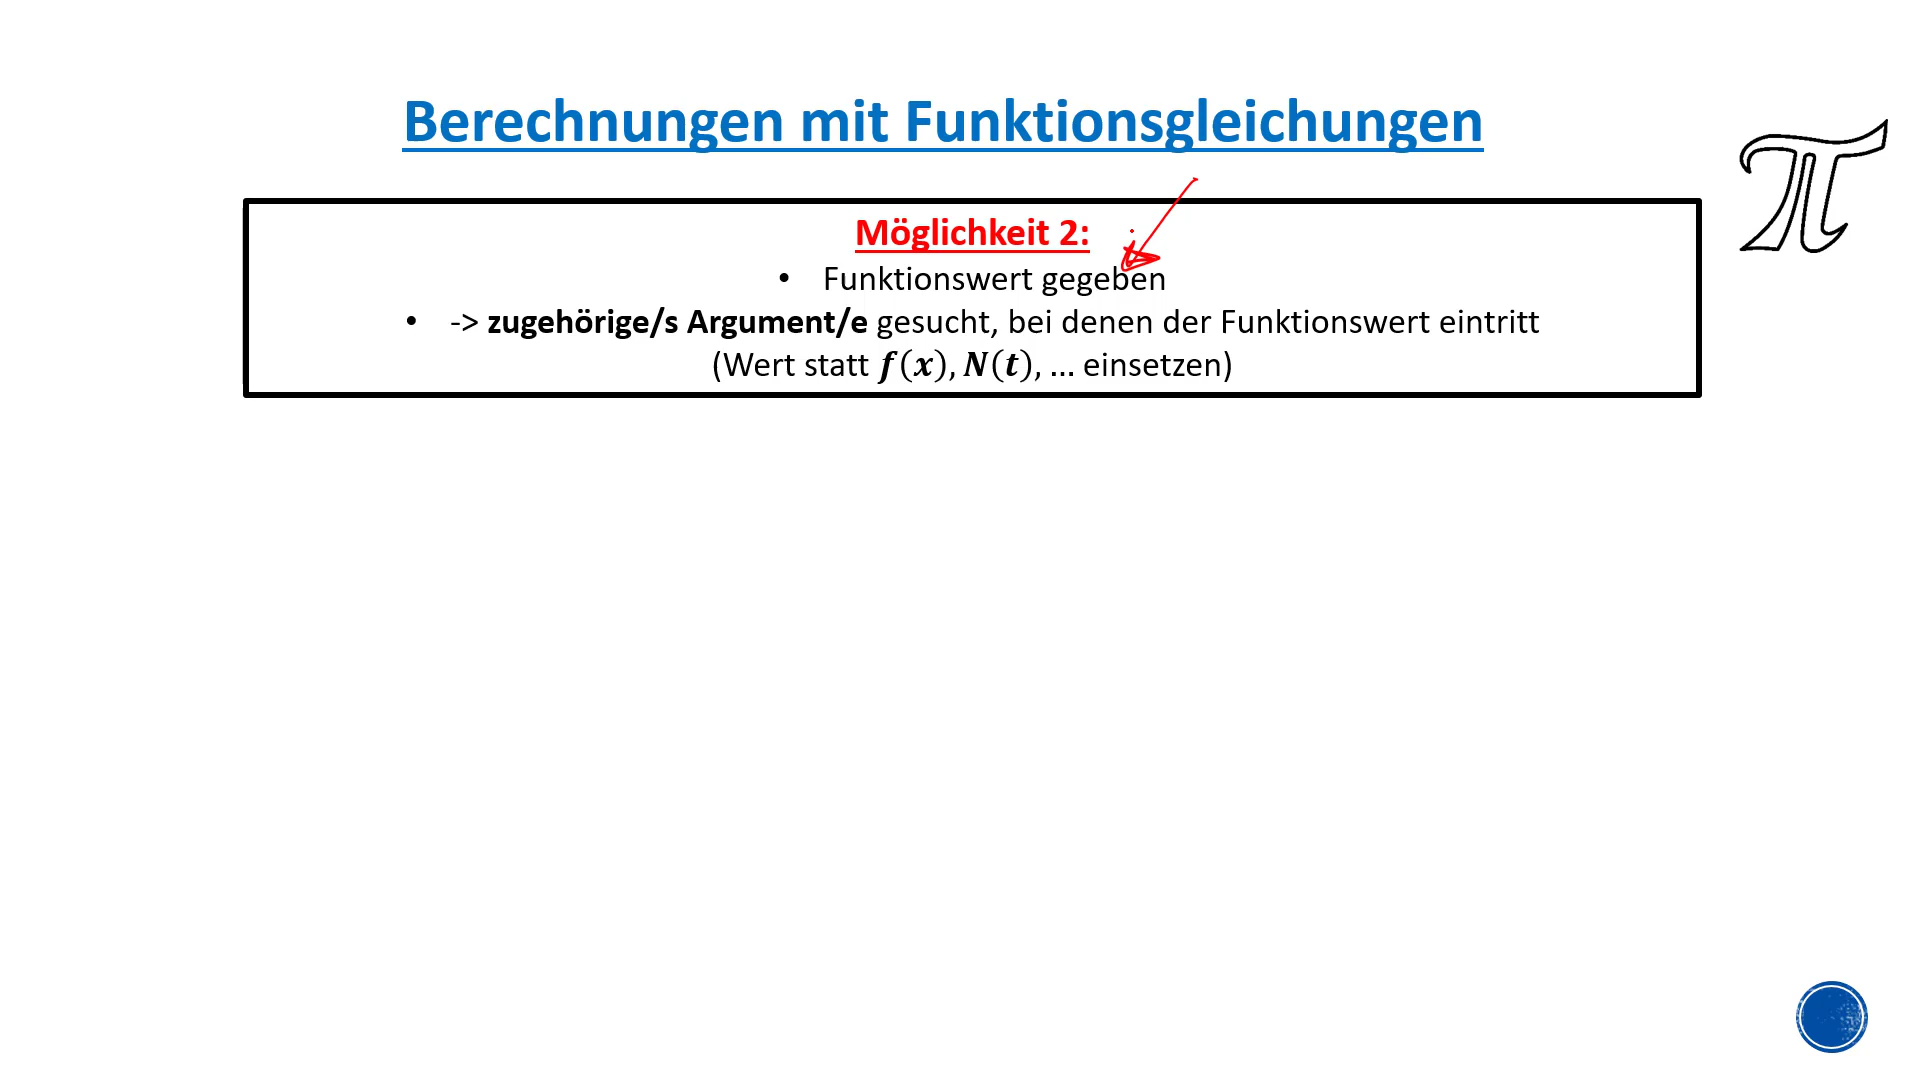 Berechnungen mit Funktionsgleichungen
Möglichkeit 2:
• Funktionswert gegeben
• -> zugehörige/s Argument/e gesucht, bei denen der Funktionswert eintritt
(Wert statt f(x), N(t), ... einsetzen)
π